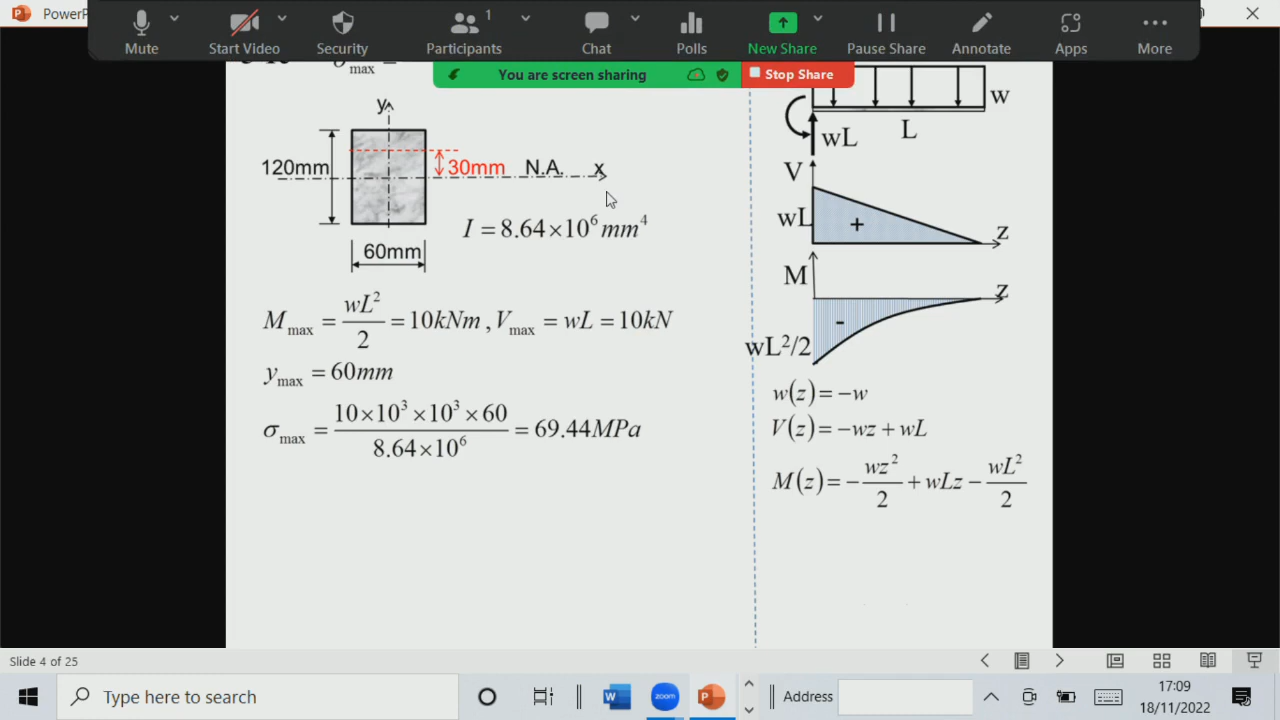 PowerP
Mute
Start Video
Security
Participants
1
Chat
Polls
New Share
Pause Share
Annotate
Apps
More
You are screen sharing
Stop Share
max
y
120mm
30mm
N.A.
x
I = 8.64×10⁶ mm⁴
60mm
M_max = wL²/2 = 10kNm, V_max = wL = 10kN
y_max = 60mm
σ_max = 10×10³×10³×60 / 8.64×10⁶ = 69.44MPa
w
wL
L
V
wL
+
z
M
z
-
wL²/2
w(z) = -w
V(z) = -wz + wL
M(z) = -wz²/2 + wLz - wL²/2
Slide 4 of 25
Type here to search
Address
17:09
18/11/2022